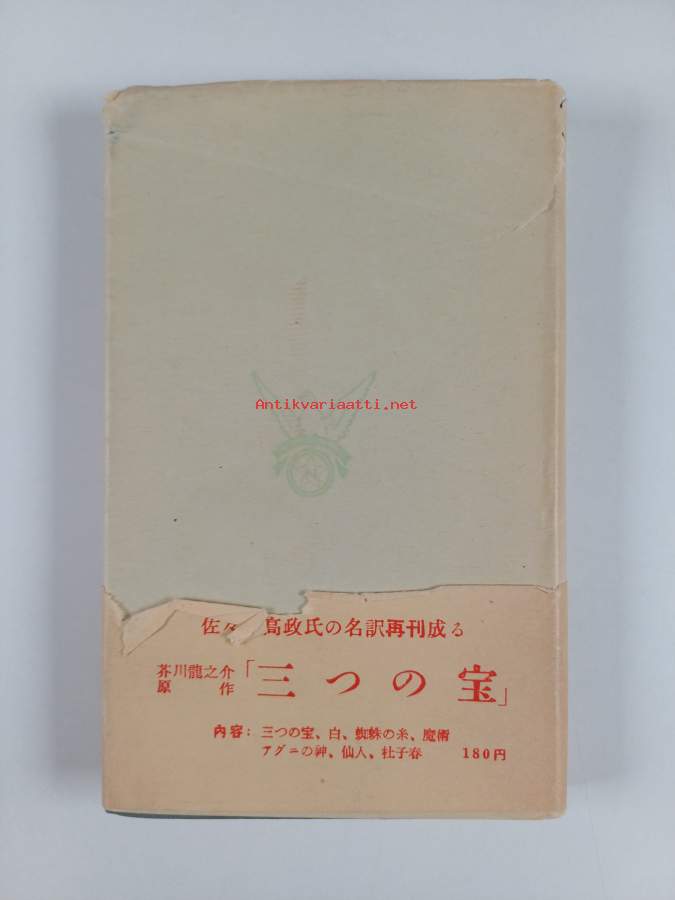 Antikvariaatti.net
佐々 高政氏の名訳再刊成る
芥川龍之介
原作「三つの宝」
内容：三つの宝、白、蜘蛛の糸、魔術
アグニの神、仙人、杜子春 180円